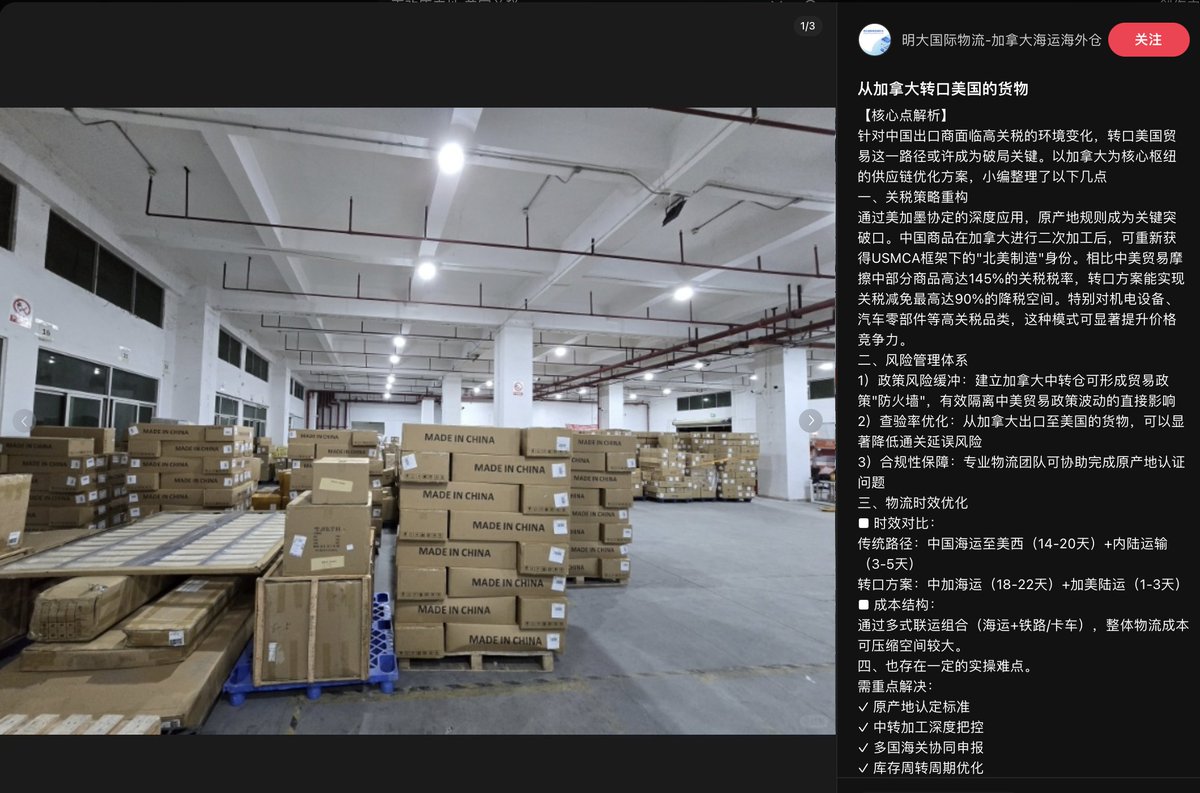 1/3
明大国际物流-加拿大海运海外仓
关注
从加拿大转口美国的货物
【核心点解析】
针对中国出口商面临高关税的环境变化，转口美国贸
易这一路径或许成为破局关键。以加拿大为核心枢纽
的供应链优化方案，小编整理了以下几点
一、关税策略重构
通过美加墨协定的深度应用，原产地规则成为关键突
破口。中国商品在加拿大进行二次加工后，可重新获
得USMCA框架下的"北美制造"身份。相比中美贸易摩
擦中部分商品高达145%的关税税率，转口方案能实现
关税减免最高达90%的降税空间。特别对机电设备、
汽车零部件等高关税品类，这种模式可显著提升价格
竞争力。
二、风险管理体系
1）政策风险缓冲：建立加拿大中转仓可形成贸易政
策"防火墙"，有效隔离中美贸易政策波动的直接影响
2）查验率优化：从加拿大出口至美国的货物，可以显
著降低通关延误风险
3）合规性保障：专业物流团队可协助完成原产地认证
问题
三、物流时效优化
■ 时效对比：
传统路径：中国海运至美西（14-20天）+内陆运输
（3-5天）
转口方案：中加海运（18-22天）+加美陆运（1-3天）
■ 成本结构：
通过多式联运组合（海运+铁路/卡车），整体物流成本
可压缩空间较大。
四、也存在一定的实操难点。
需重点解决：
✓ 原产地认定标准
✓ 中转加工深度把控
✓ 多国海关协同申报
✓ 库存周转周期优化
MADE IN CHINA
MADE IN CHINA
MADE IN CHINA
MADE IN CHINA
MADE IN CHINA
MADE IN CHINA
MADE IN CHINA
MADE IN CHINA